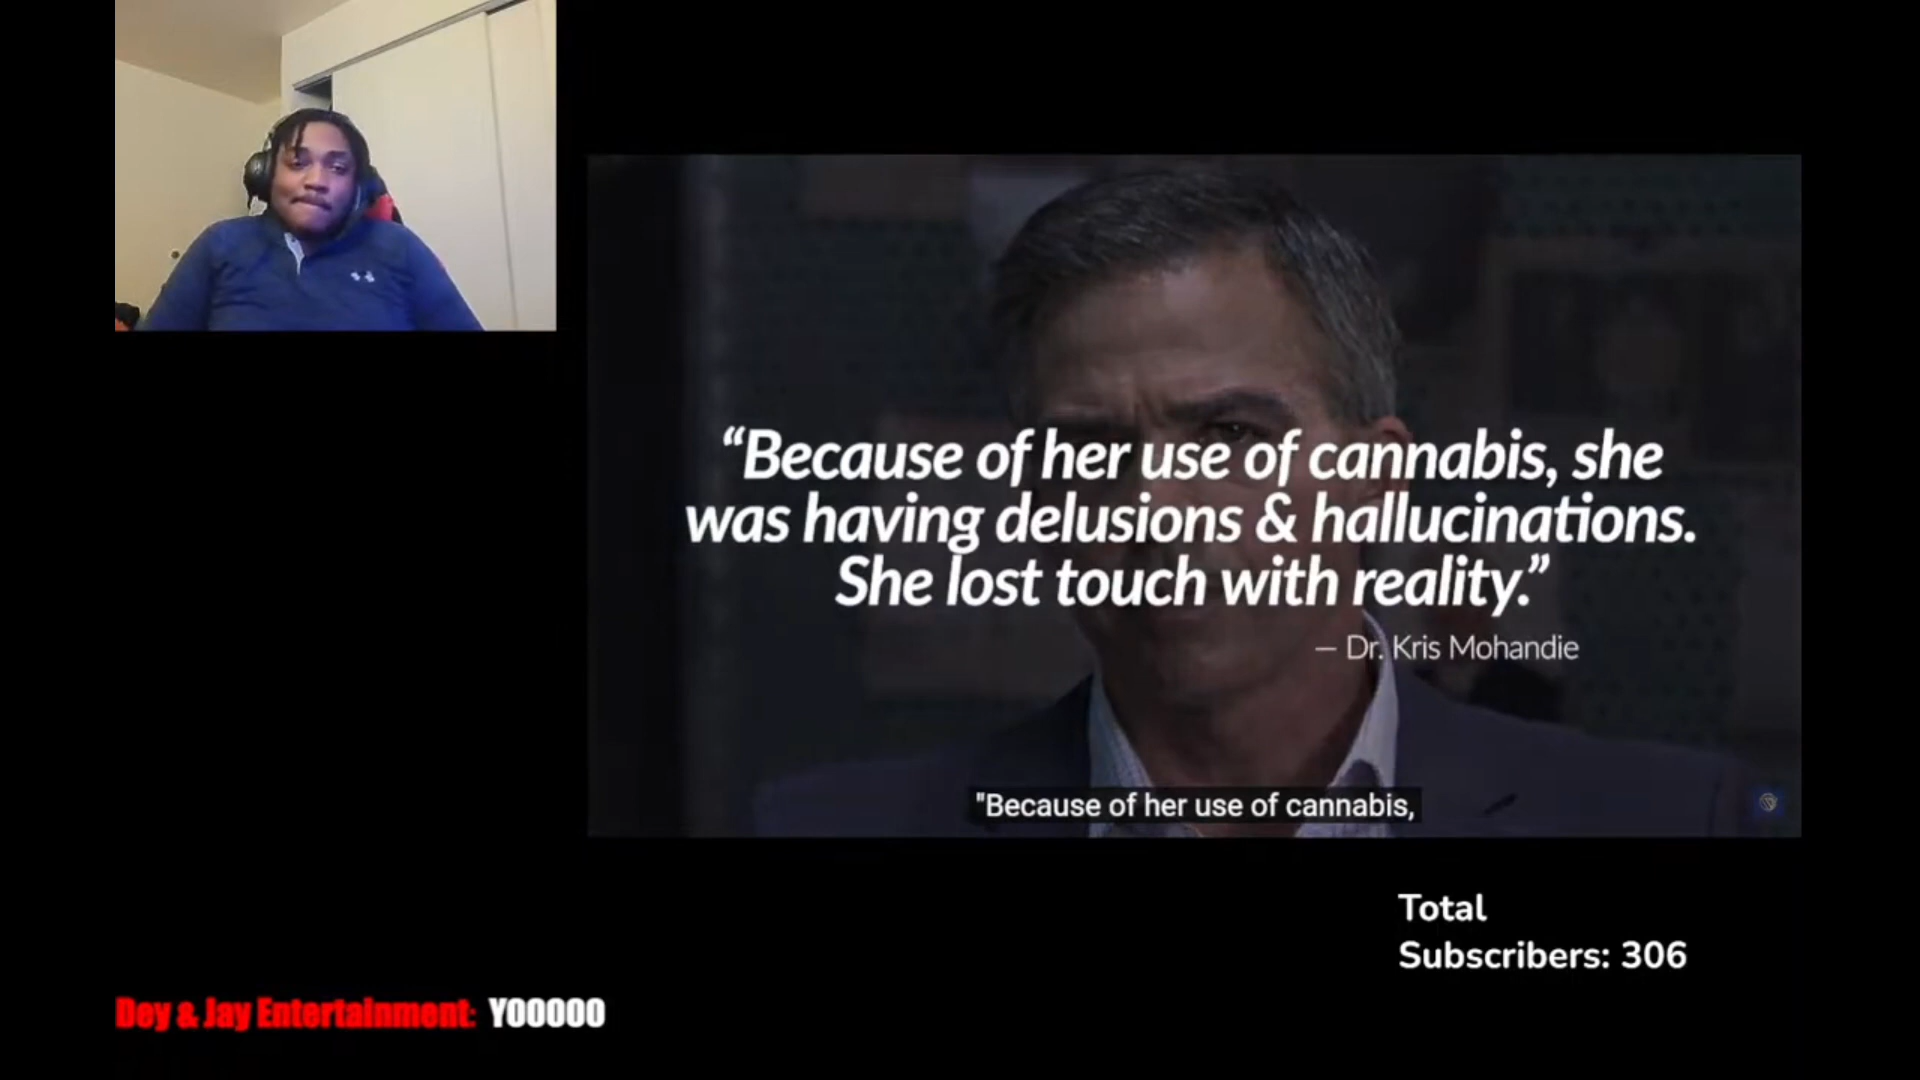 “Because of her use of cannabis, she
was having delusions & hallucinations.
She lost touch with reality.”
— Dr. Kris Mohandie
"Because of her use of cannabis,
Total
Subscribers: 306
Dey & Jay Entertainment: YOOOOO